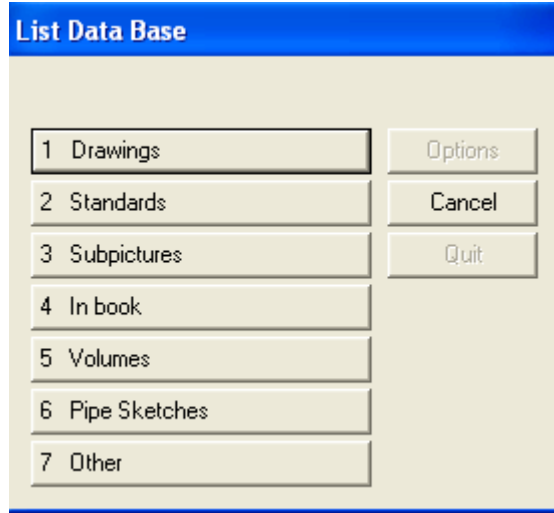 List Data Base
1 Drawings
Options
2 Standards
Cancel
3 Subpictures
Quit
4 In book
5 Volumes
6 Pipe Sketches
7 Other